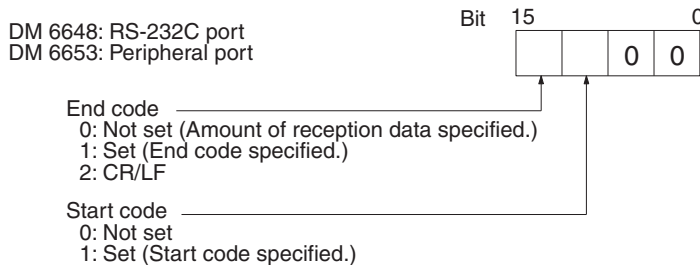 Bit 15 0
DM 6648: RS-232C port
DM 6653: Peripheral port
0 0
End code
0: Not set (Amount of reception data specified.)
1: Set (End code specified.)
2: CR/LF
Start code
0: Not set
1: Set (Start code specified.)